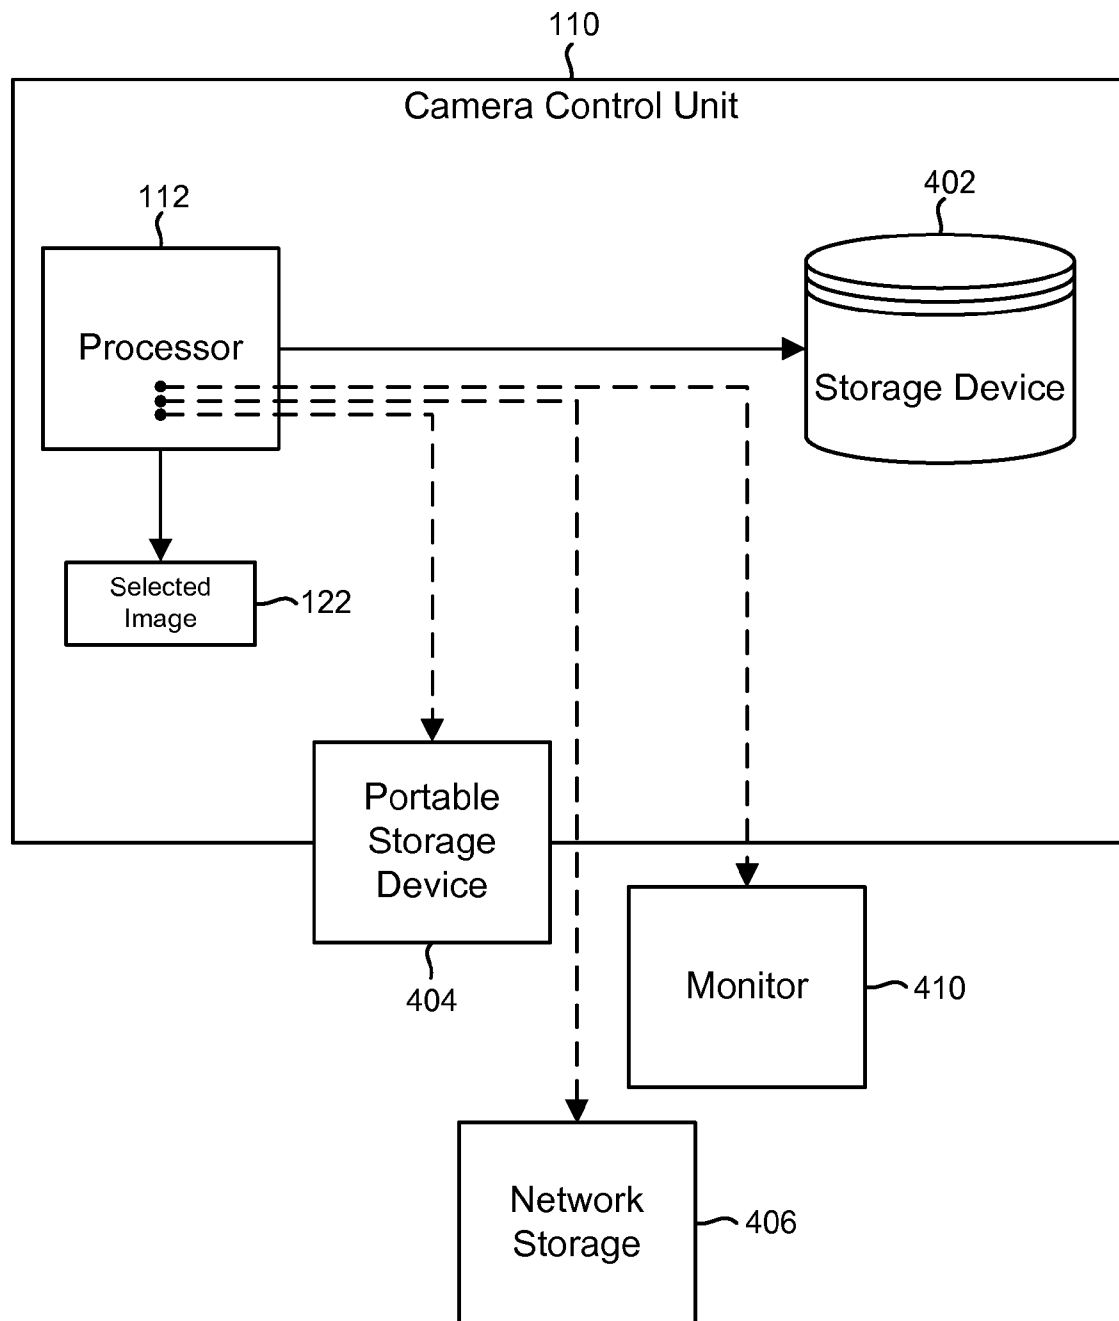 110
Camera Control Unit
112
402
Processor
Storage Device
Selected
Image
122
Portable
Storage
Device
404
Monitor
410
Network
Storage
406